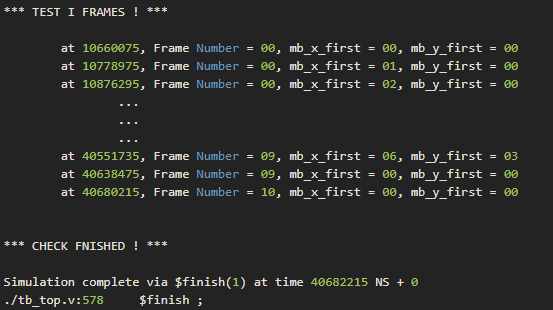 *** TEST I FRAMES ! ***
at 10660075, Frame Number = 00, mb_x_first = 00, mb_y_first = 00
at 10778975, Frame Number = 00, mb_x_first = 01, mb_y_first = 00
at 10876295, Frame Number = 00, mb_x_first = 02, mb_y_first = 00
...
...
...
at 40551735, Frame Number = 09, mb_x_first = 06, mb_y_first = 03
at 40638475, Frame Number = 09, mb_x_first = 00, mb_y_first = 00
at 40680215, Frame Number = 10, mb_x_first = 00, mb_y_first = 00
*** CHECK FNISHED ! ***
Simulation complete via $finish(1) at time 40682215 NS + 0
./tb_top.v:578 $finish ;